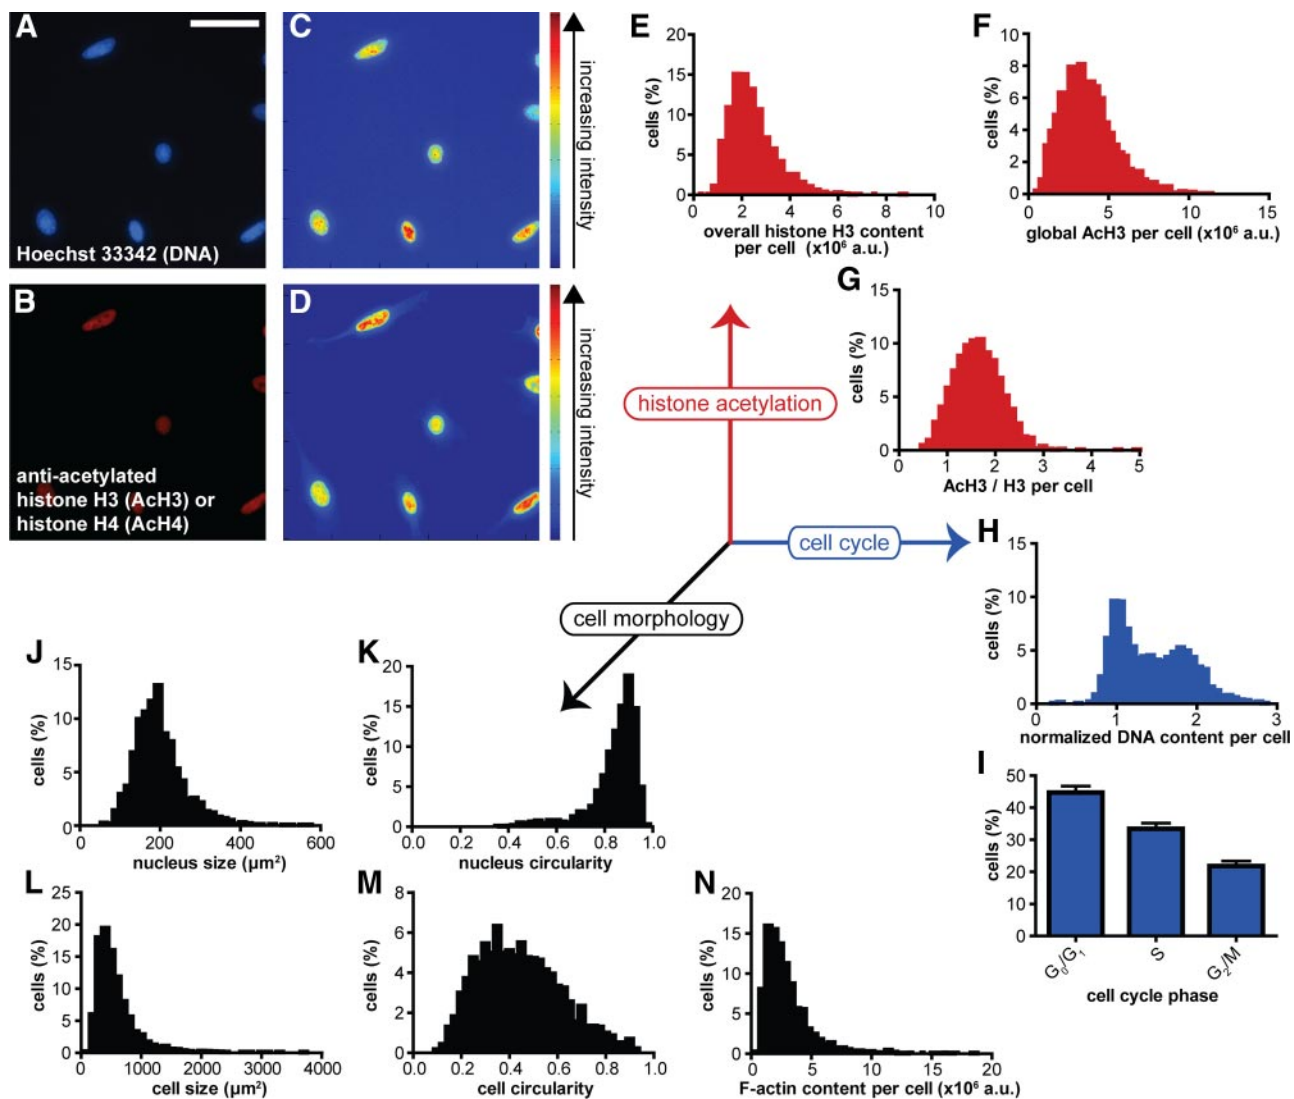 A
Hoechst 33342 (DNA)
C
increasing intensity
B
anti-acetylated
histone H3 (AcH3) or
histone H4 (AcH4)
D
increasing intensity
E
cells (%)
20
15
10
5
0
0 2 4 6 8 10
overall histone H3 content
per cell (x10⁶ a.u.)
F
cells (%)
10
8
6
4
2
0
0 5 10 15
global AcH3 per cell (x10⁶ a.u.)
G
cells (%)
15
10
5
0
0 1 2 3 4 5
AcH3 / H3 per cell
histone acetylation
cell cycle
cell morphology
H
cells (%)
15
10
5
0
0 1 2 3
normalized DNA content per cell
I
cells (%)
50
40
30
20
10
0
G₀/G₁ S G₂/M
cell cycle phase
J
cells (%)
15
10
5
0
0 200 400 600
nucleus size (µm²)
K
cells (%)
20
15
10
5
0
0.0 0.2 0.4 0.6 0.8 1.0
nucleus circularity
L
cells (%)
25
20
15
10
5
0
0 1000 2000 3000 4000
cell size (µm²)
M
cells (%)
8
6
4
2
0
0.0 0.2 0.4 0.6 0.8 1.0
cell circularity
N
cells (%)
20
15
10
5
0
0 5 10 15 20
F-actin content per cell (x10⁶ a.u.)